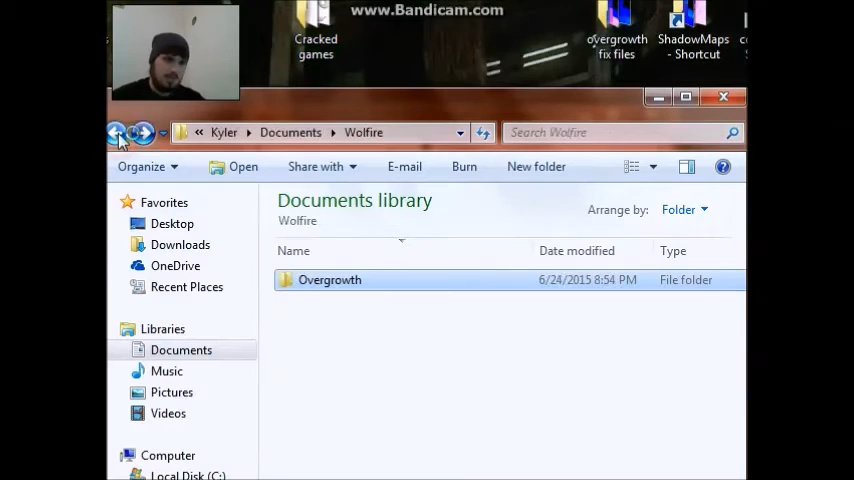 www.Bandicam.com
Cracked
games
overgrowth
fix files
ShadowMaps
- Shortcut
« Kyler Documents Wolfire
Search Wolfire
Organize Open Share with E-mail Burn New folder
Favorites
Desktop
Downloads
OneDrive
Recent Places
Libraries
Documents
Music
Pictures
Videos
Computer
Local Disk (C:)
Documents library
Wolfire
Arrange by: Folder
Name Date modified Type
Overgrowth 6/24/2015 8:54 PM File folder